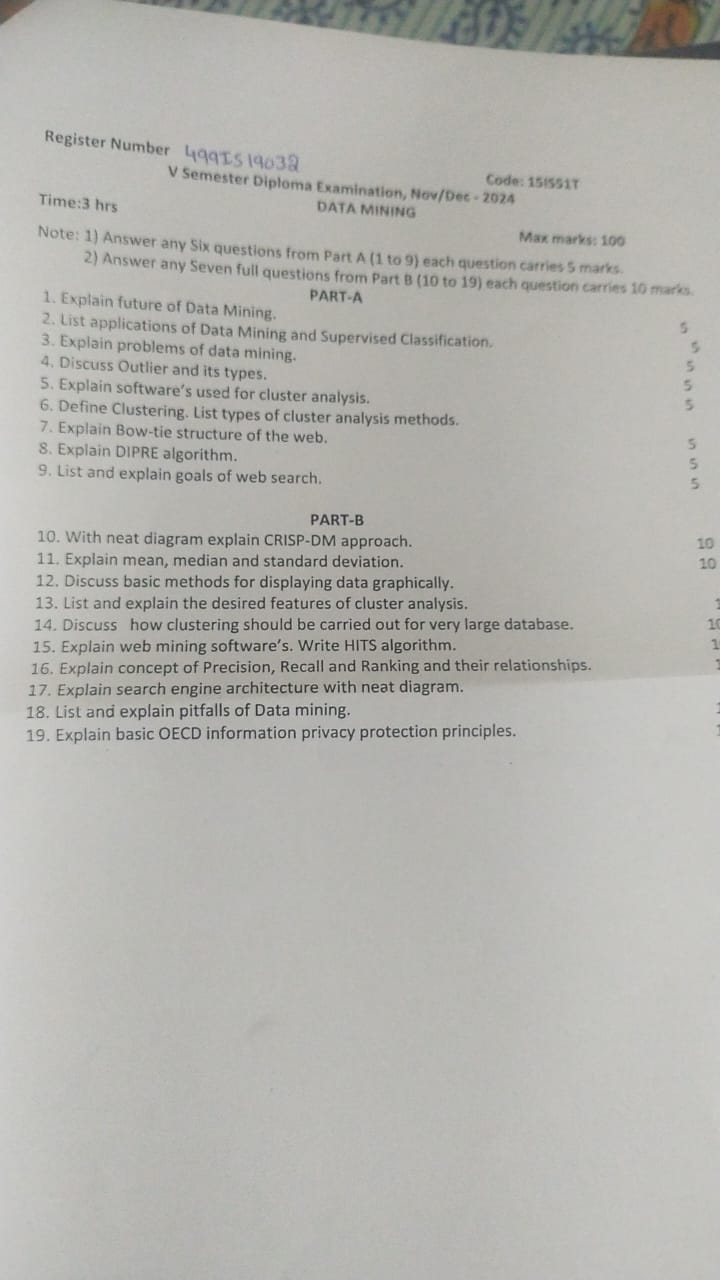 Register Number 499IS19032
Code: 15IS51T
V Semester Diploma Examination, Nov/Dec - 2024
Time:3 hrs
DATA MINING
Max marks: 100
Note: 1) Answer any Six questions from Part A (1 to 9) each question carries 5 marks.
2) Answer any Seven full questions from Part B (10 to 19) each question carries 10 marks.
PART-A
1. Explain future of Data Mining. 5
2. List applications of Data Mining and Supervised Classification. 5
3. Explain problems of data mining. 5
4. Discuss Outlier and its types. 5
5. Explain software's used for cluster analysis. 5
6. Define Clustering. List types of cluster analysis methods.
7. Explain Bow-tie structure of the web. 5
8. Explain DIPRE algorithm. 5
9. List and explain goals of web search. 5
PART-B
10. With neat diagram explain CRISP-DM approach. 10
11. Explain mean, median and standard deviation. 10
12. Discuss basic methods for displaying data graphically.
13. List and explain the desired features of cluster analysis. 1
14. Discuss how clustering should be carried out for very large database. 10
15. Explain web mining software's. Write HITS algorithm. 1
16. Explain concept of Precision, Recall and Ranking and their relationships. 1
17. Explain search engine architecture with neat diagram.
18. List and explain pitfalls of Data mining. 1
19. Explain basic OECD information privacy protection principles. 1